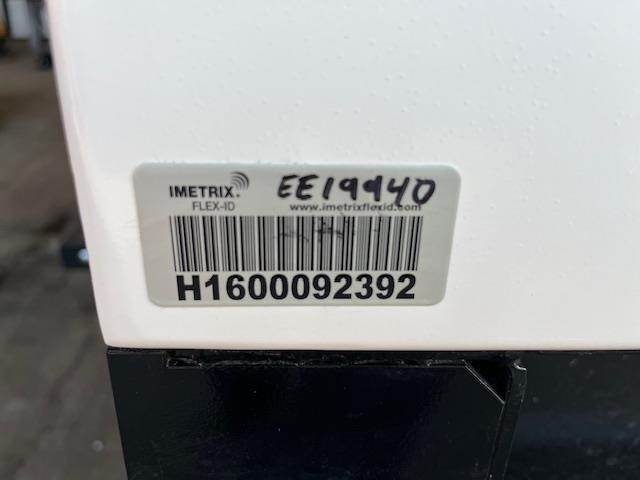 IMETRIX. EE19940
FLEX-ID www.imetrixflexid.com
H1600092392